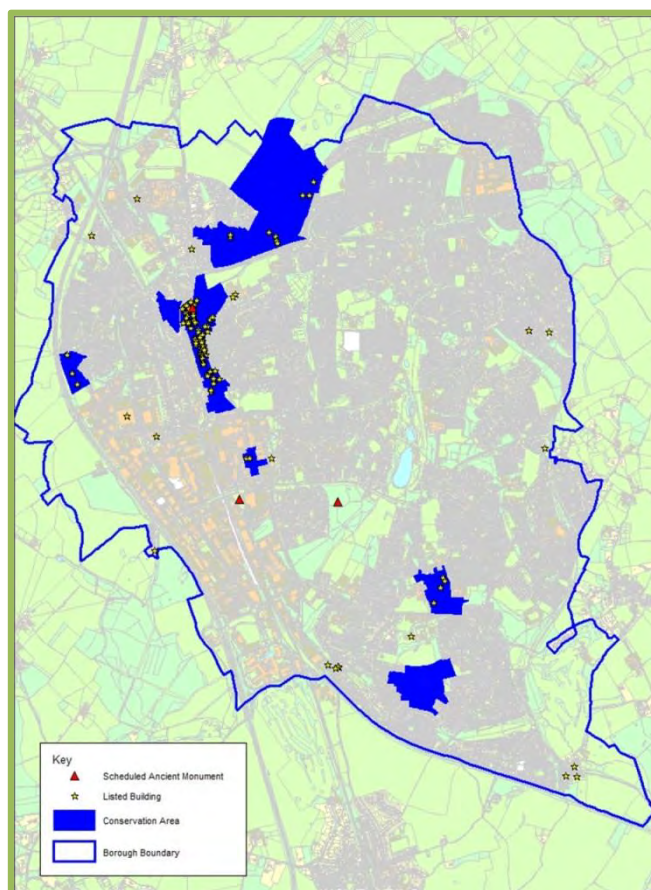 Key
Scheduled Ancient Monument
Listed Building
Conservation Area
Borough Boundary